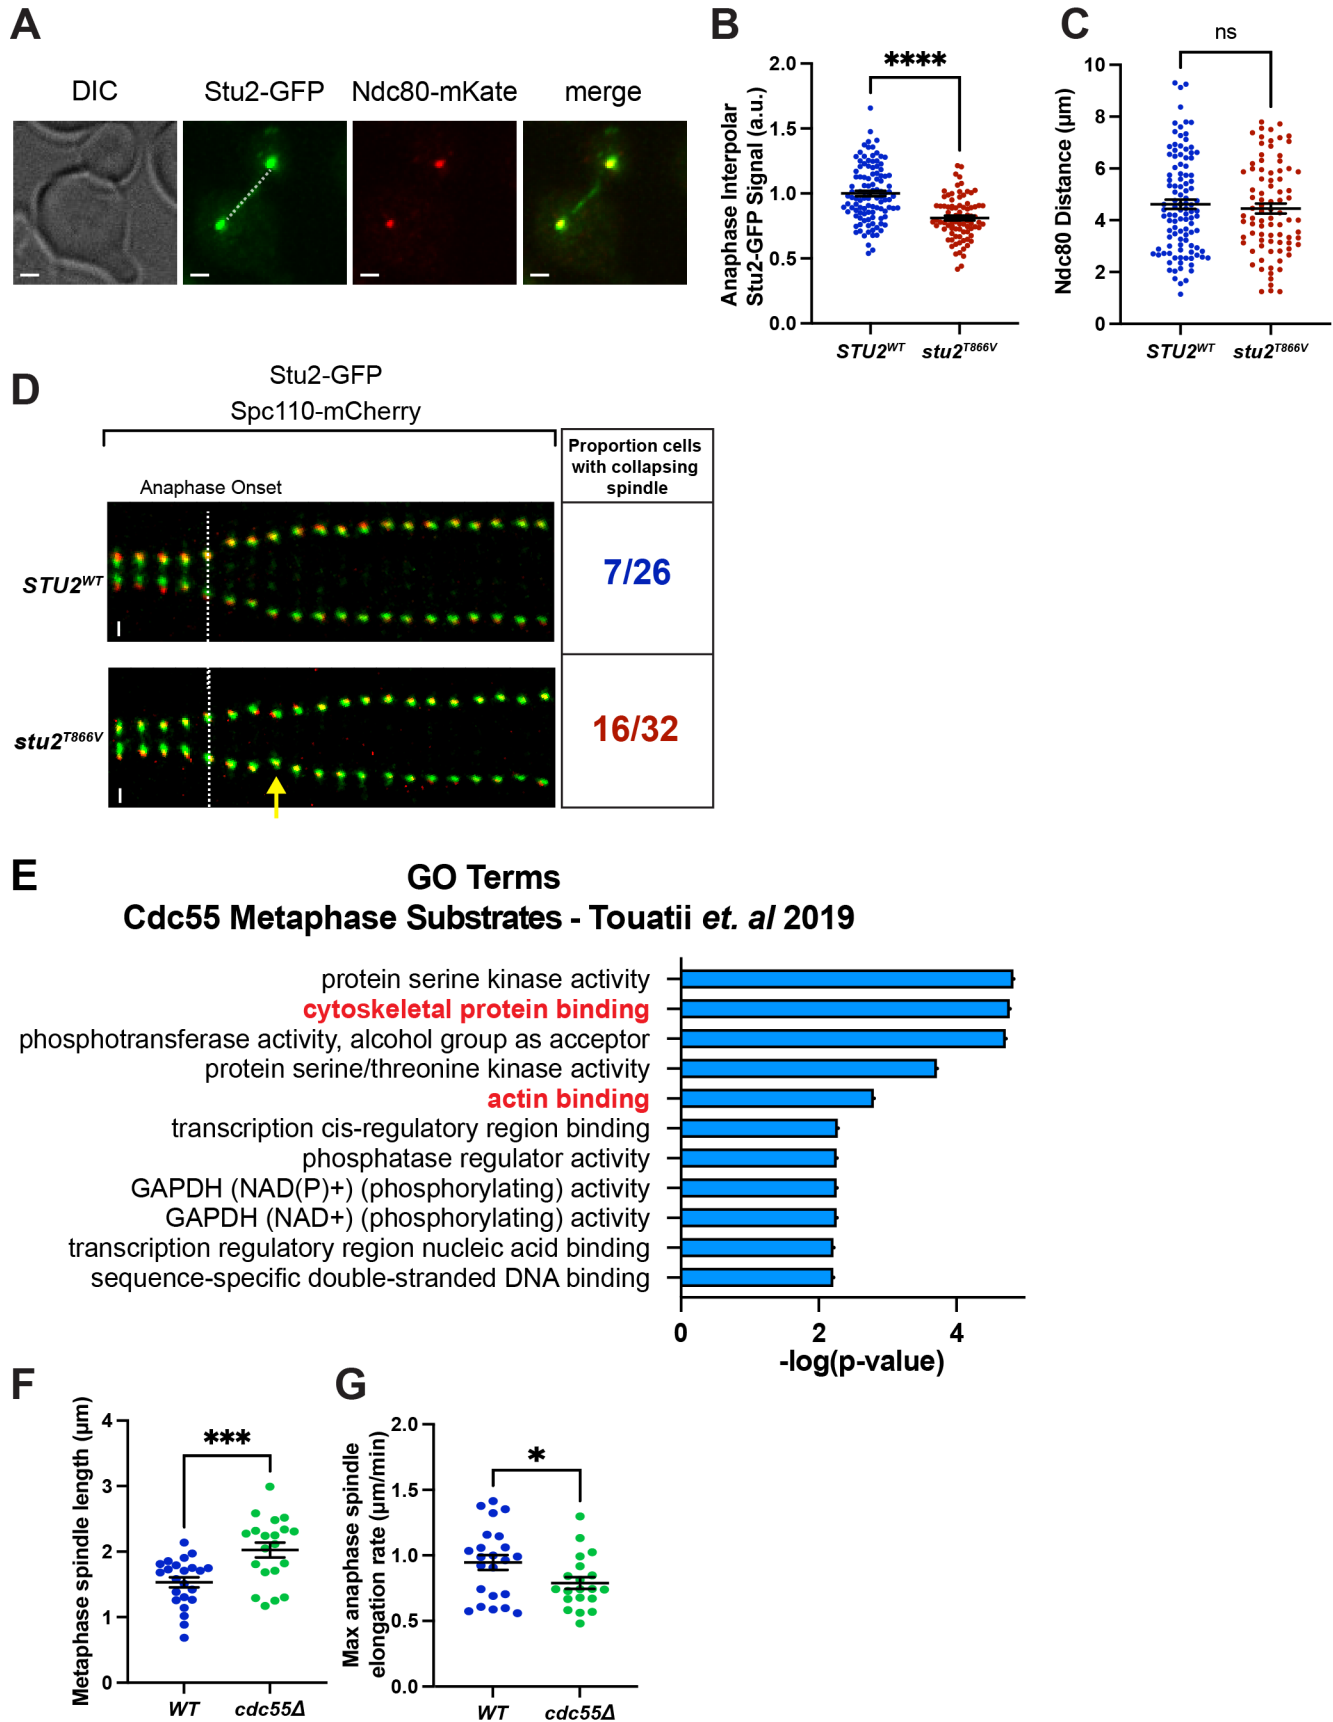 A
DIC
Stu2-GFP
Ndc80-mKate
merge
B
Anaphase Interpolar
Stu2-GFP Signal (a.u.)
2.0
1.5
1.0
0.5
0.0
****
STU2WT
stu2T866V
C
Ndc80 Distance (µm)
10
8
6
4
2
0
ns
STU2WT
stu2T866V
D
Stu2-GFP
Spc110-mCherry
Anaphase Onset
Proportion cells
with collapsing
spindle
STU2WT
7/26
stu2T866V
16/32
E
GO Terms
Cdc55 Metaphase Substrates - Touatii et. al 2019
protein serine kinase activity
cytoskeletal protein binding
phosphotransferase activity, alcohol group as acceptor
protein serine/threonine kinase activity
actin binding
transcription cis-regulatory region binding
phosphatase regulator activity
GAPDH (NAD(P)+) (phosphorylating) activity
GAPDH (NAD+) (phosphorylating) activity
transcription regulatory region nucleic acid binding
sequence-specific double-stranded DNA binding
0 2 4
-log(p-value)
F
Metaphase spindle length (µm)
4
3
2
1
0
***
WT
cdc55Δ
G
Max anaphase spindle
elongation rate (µm/min)
2.0
1.5
1.0
0.5
0.0
*
WT
cdc55Δ